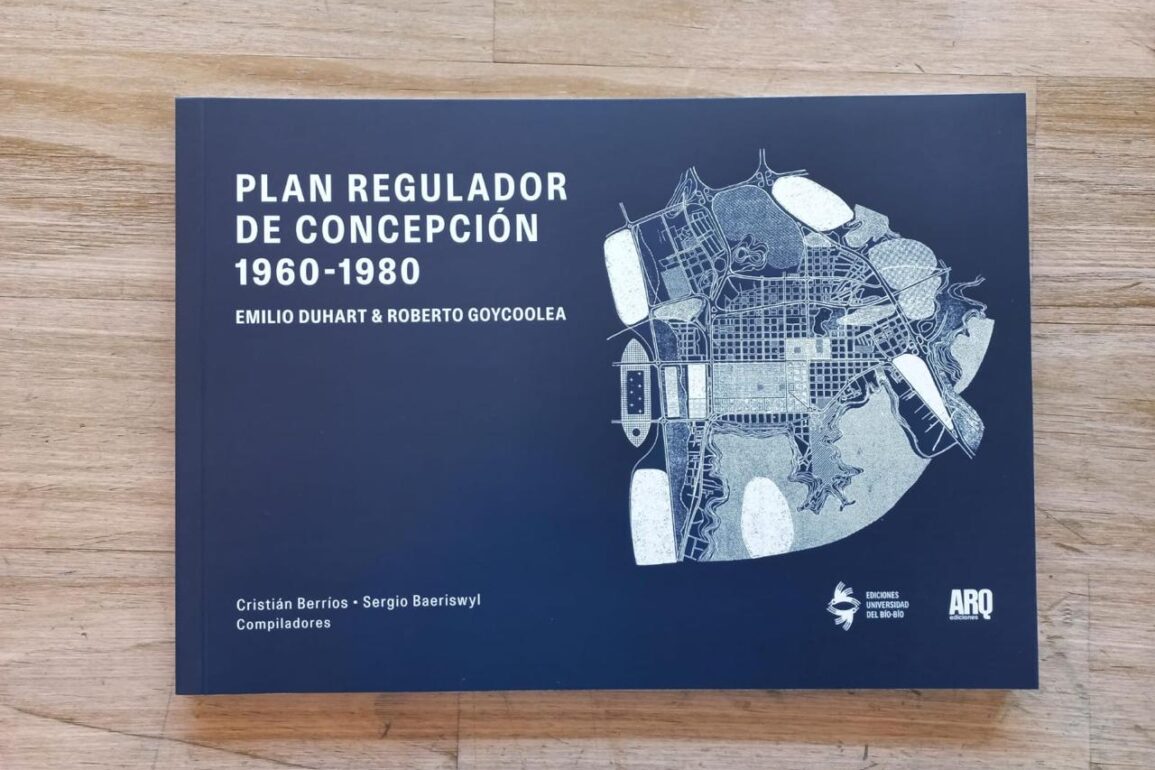 PLAN REGULADOR
DE CONCEPCIÓN
1960-1980
EMILIO DUHART & ROBERTO GOYCOOLEA
Cristián Berríos • Sergio Baeriswyl
Compiladores
EDICIONES
UNIVERSIDAD
DEL BÍO-BÍO
ARQ
ediciones